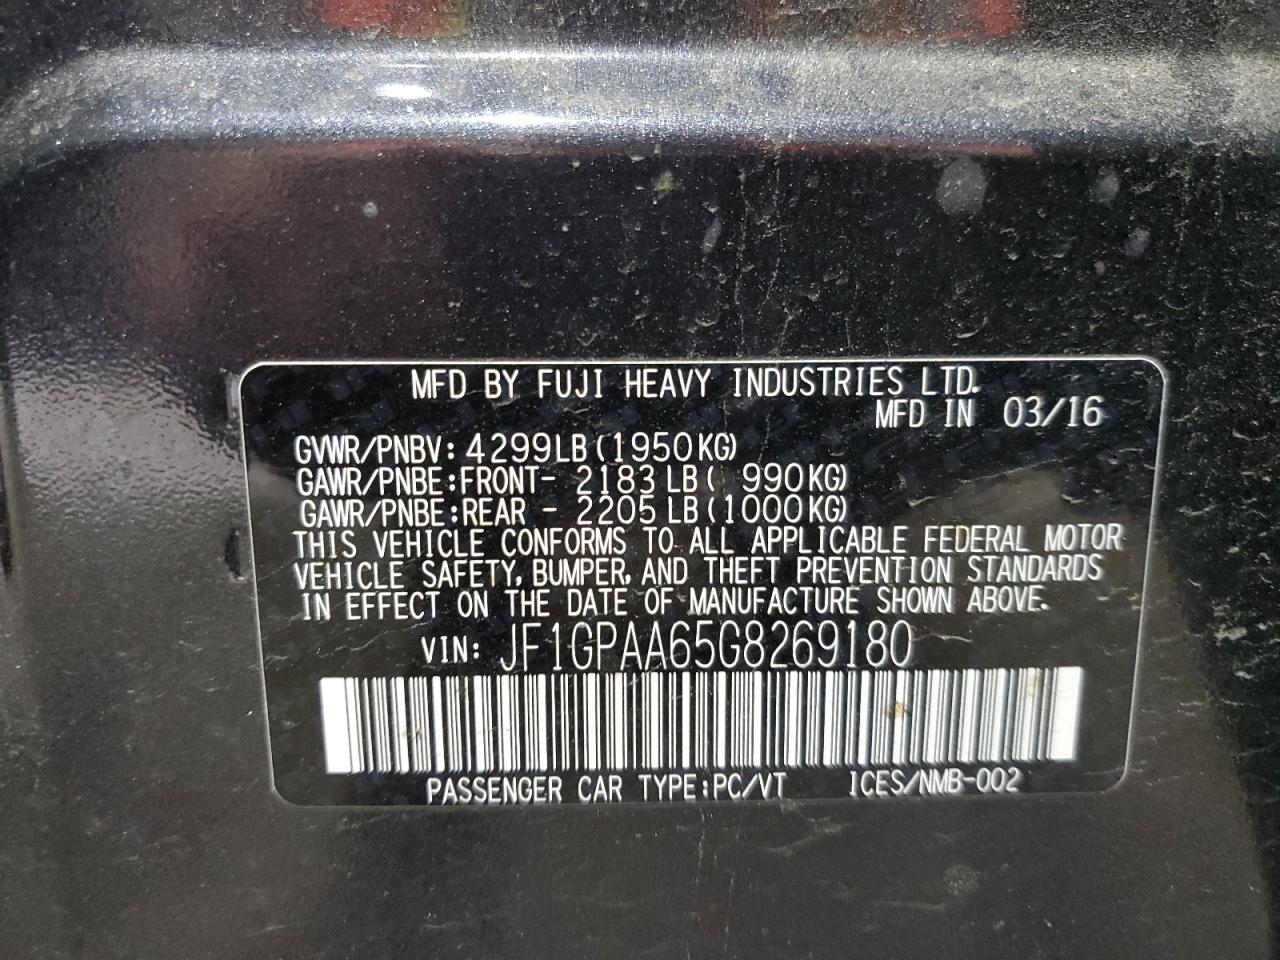 MFD BY FUJI HEAVY INDUSTRIES LTD.
MFD IN 03/16
GVWR/PNBV: 4299LB (1950KG)
GAWR/PNBE:FRONT- 2183 LB ( 990KG)
GAWR/PNBE:REAR - 2205 LB (1000KG)
THIS VEHICLE CONFORMS TO ALL APPLICABLE FEDERAL MOTOR
VEHICLE SAFETY, BUMPER, AND THEFT PREVENTION STANDARDS
IN EFFECT ON THE DATE OF MANUFACTURE SHOWN ABOVE.
VIN: JF1GPAA65G8269180
PASSENGER CAR TYPE:PC/VT ICES/NMB-002